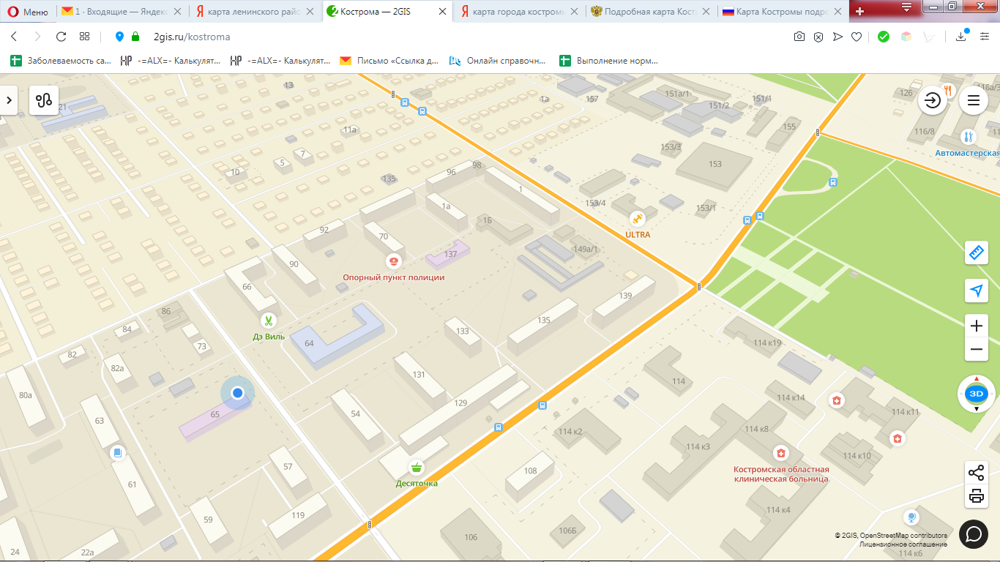 Меню
1 · Входящие — Яндекс
карта ленинского райо
Кострома — 2GIS
карта города костромы
Подробная карта Кост
Карта Костромы подро
2gis.ru/kostroma
Заболеваемость са...
-=ALX=- Калькулят...
-=ALX=- Калькулят...
Письмо «Ссылка д...
Онлайн справочн...
Выполнение норм...
13
1а
157
151а/1
151/1
126
116а/3
21
151/2
155
11а
116/8
153/3
Автомастерская
7
5
98
153
10
96
135
1
153/4
1а
153/1
1Б
92
70
ULTRA
149а/1
137
90
Опорный пункт полиции
66
139
86
135
84
Дэ Виль
133
64
114 к19
73
82
82а
131
114
80а
129
114 к14
65
54
114 к11
63
114 к2
114 к8
114 к3
114 к10
57
108
Костромская областная
клиническая больница
61
Десяточка
114 к4
119
59
106Б
106
24
22а
114 к6
3D
© 2GIS, OpenStreetMap contributors
Лицензионное соглашение